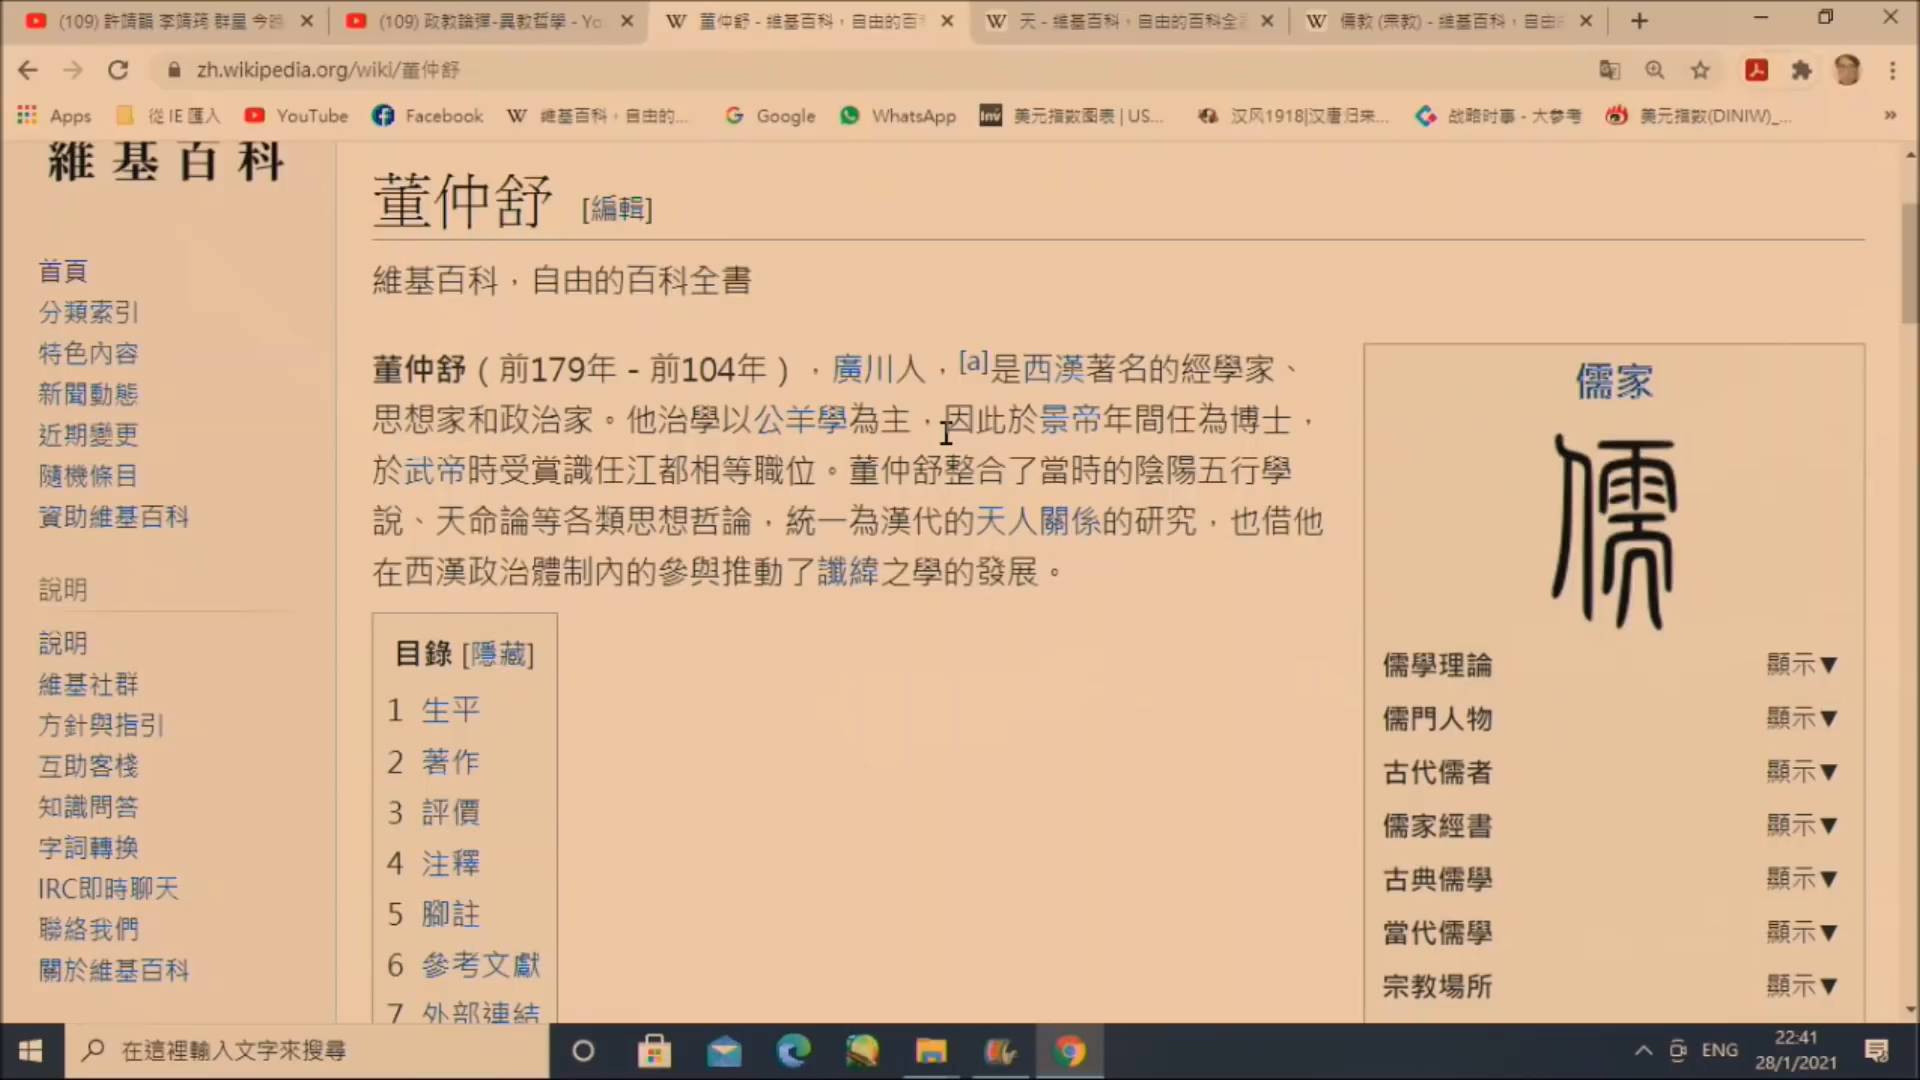 (109) 許靖韻 李靖筠 群星 今
(109) 政教論壇-異教哲學 - Yo
董仲舒 - 維基百科，自由的百
天 - 維基百科，自由的百科全
儒教 (宗教) - 維基百科，自由
zh.wikipedia.org/wiki/董仲舒
Apps 從 IE 匯入 YouTube Facebook 維基百科，自由的... Google WhatsApp 美元指数图表 | US... 汉风1918|汉唐归来... 战略时事 - 大参考 美元指数(DINIW)_... »
維基百科
首頁
分類索引
特色內容
新聞動態
近期變更
隨機條目
資助維基百科
說明
說明
維基社群
方針與指引
互助客棧
知識問答
字詞轉換
IRC即時聊天
聯絡我們
關於維基百科
董仲舒 [編輯]
維基百科，自由的百科全書
董仲舒（前179年－前104年），廣川人，[a]是西漢著名的經學家、
思想家和政治家。他治學以公羊學為主，因此於景帝年間任為博士，
於武帝時受賞識任江都相等職位。董仲舒整合了當時的陰陽五行學
說、天命論等各類思想哲論，統一為漢代的天人關係的研究，也借他
在西漢政治體制內的參與推動了讖緯之學的發展。
目錄 [隱藏]
1 生平
2 著作
3 評價
4 注釋
5 腳註
6 參考文獻
7 外部連結
儒家
儒
儒學理論 顯示▼
儒門人物 顯示▼
古代儒者 顯示▼
儒家經書 顯示▼
古典儒學 顯示▼
當代儒學 顯示▼
宗教場所 顯示▼
在這裡輸入文字來搜尋
ENG
22:41
28/1/2021